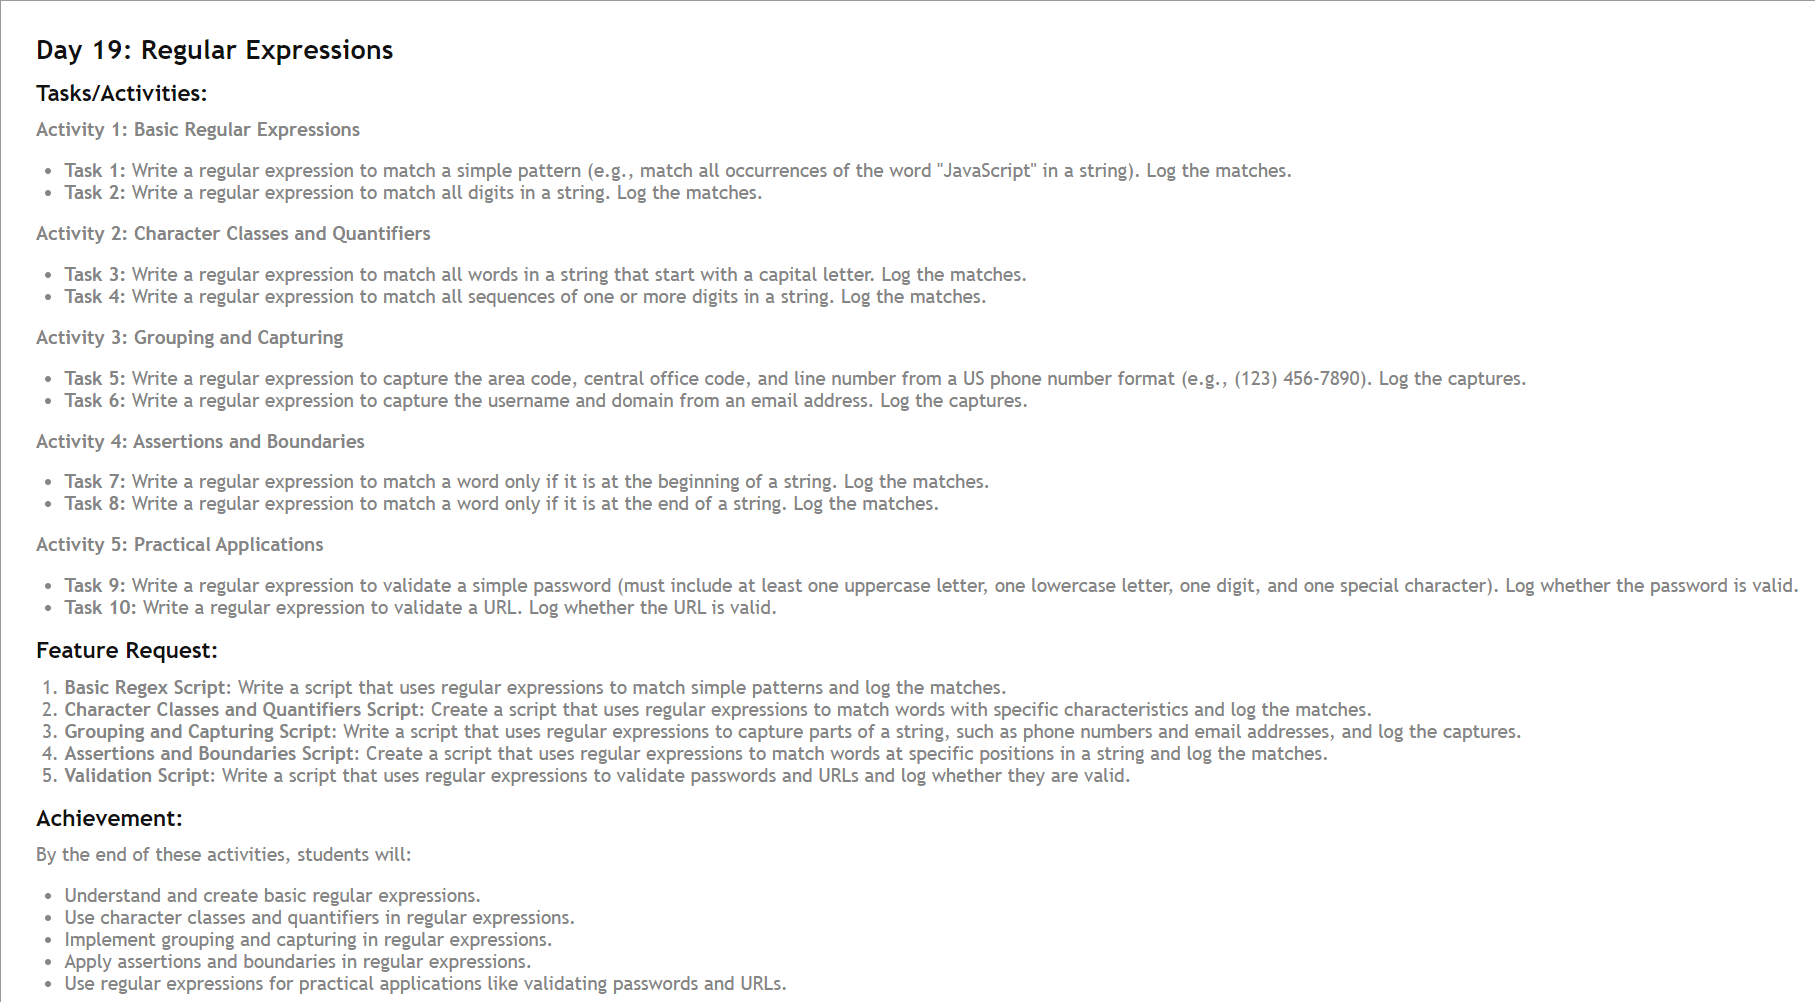 Day 19: Regular Expressions
Tasks/Activities:
Activity 1: Basic Regular Expressions
• Task 1: Write a regular expression to match a simple pattern (e.g., match all occurrences of the word "JavaScript" in a string). Log the matches.
• Task 2: Write a regular expression to match all digits in a string. Log the matches.
Activity 2: Character Classes and Quantifiers
• Task 3: Write a regular expression to match all words in a string that start with a capital letter. Log the matches.
• Task 4: Write a regular expression to match all sequences of one or more digits in a string. Log the matches.
Activity 3: Grouping and Capturing
• Task 5: Write a regular expression to capture the area code, central office code, and line number from a US phone number format (e.g., (123) 456-7890). Log the captures.
• Task 6: Write a regular expression to capture the username and domain from an email address. Log the captures.
Activity 4: Assertions and Boundaries
• Task 7: Write a regular expression to match a word only if it is at the beginning of a string. Log the matches.
• Task 8: Write a regular expression to match a word only if it is at the end of a string. Log the matches.
Activity 5: Practical Applications
• Task 9: Write a regular expression to validate a simple password (must include at least one uppercase letter, one lowercase letter, one digit, and one special character). Log whether the password is valid.
• Task 10: Write a regular expression to validate a URL. Log whether the URL is valid.
Feature Request:
1. Basic Regex Script: Write a script that uses regular expressions to match simple patterns and log the matches.
2. Character Classes and Quantifiers Script: Create a script that uses regular expressions to match words with specific characteristics and log the matches.
3. Grouping and Capturing Script: Write a script that uses regular expressions to capture parts of a string, such as phone numbers and email addresses, and log the captures.
4. Assertions and Boundaries Script: Create a script that uses regular expressions to match words at specific positions in a string and log the matches.
5. Validation Script: Write a script that uses regular expressions to validate passwords and URLs and log whether they are valid.
Achievement:
By the end of these activities, students will:
• Understand and create basic regular expressions.
• Use character classes and quantifiers in regular expressions.
• Implement grouping and capturing in regular expressions.
• Apply assertions and boundaries in regular expressions.
• Use regular expressions for practical applications like validating passwords and URLs.